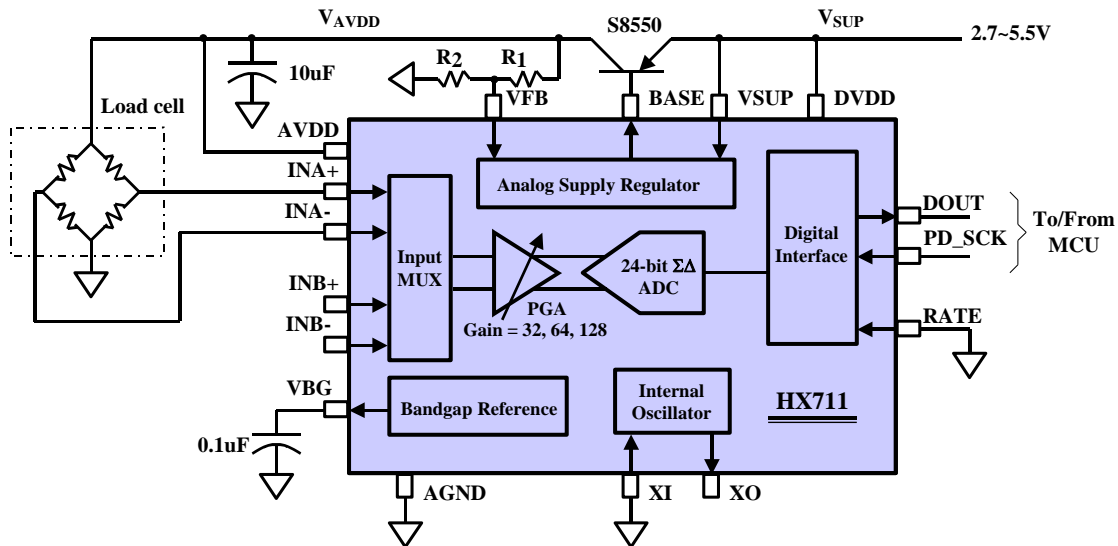 V_AVDD
S8550
V_SUP
2.7~5.5V
R2
R1
10uF
VFB
BASE
VSUP
DVDD
Load cell
AVDD
INA+
INA-
INB+
INB-
VBG
0.1uF
Analog Supply Regulator
Input
MUX
PGA
Gain = 32, 64, 128
24-bit ΣΔ
ADC
Digital
Interface
DOUT
PD_SCK
To/From
MCU
RATE
Bandgap Reference
Internal
Oscillator
HX711
AGND
XI
XO